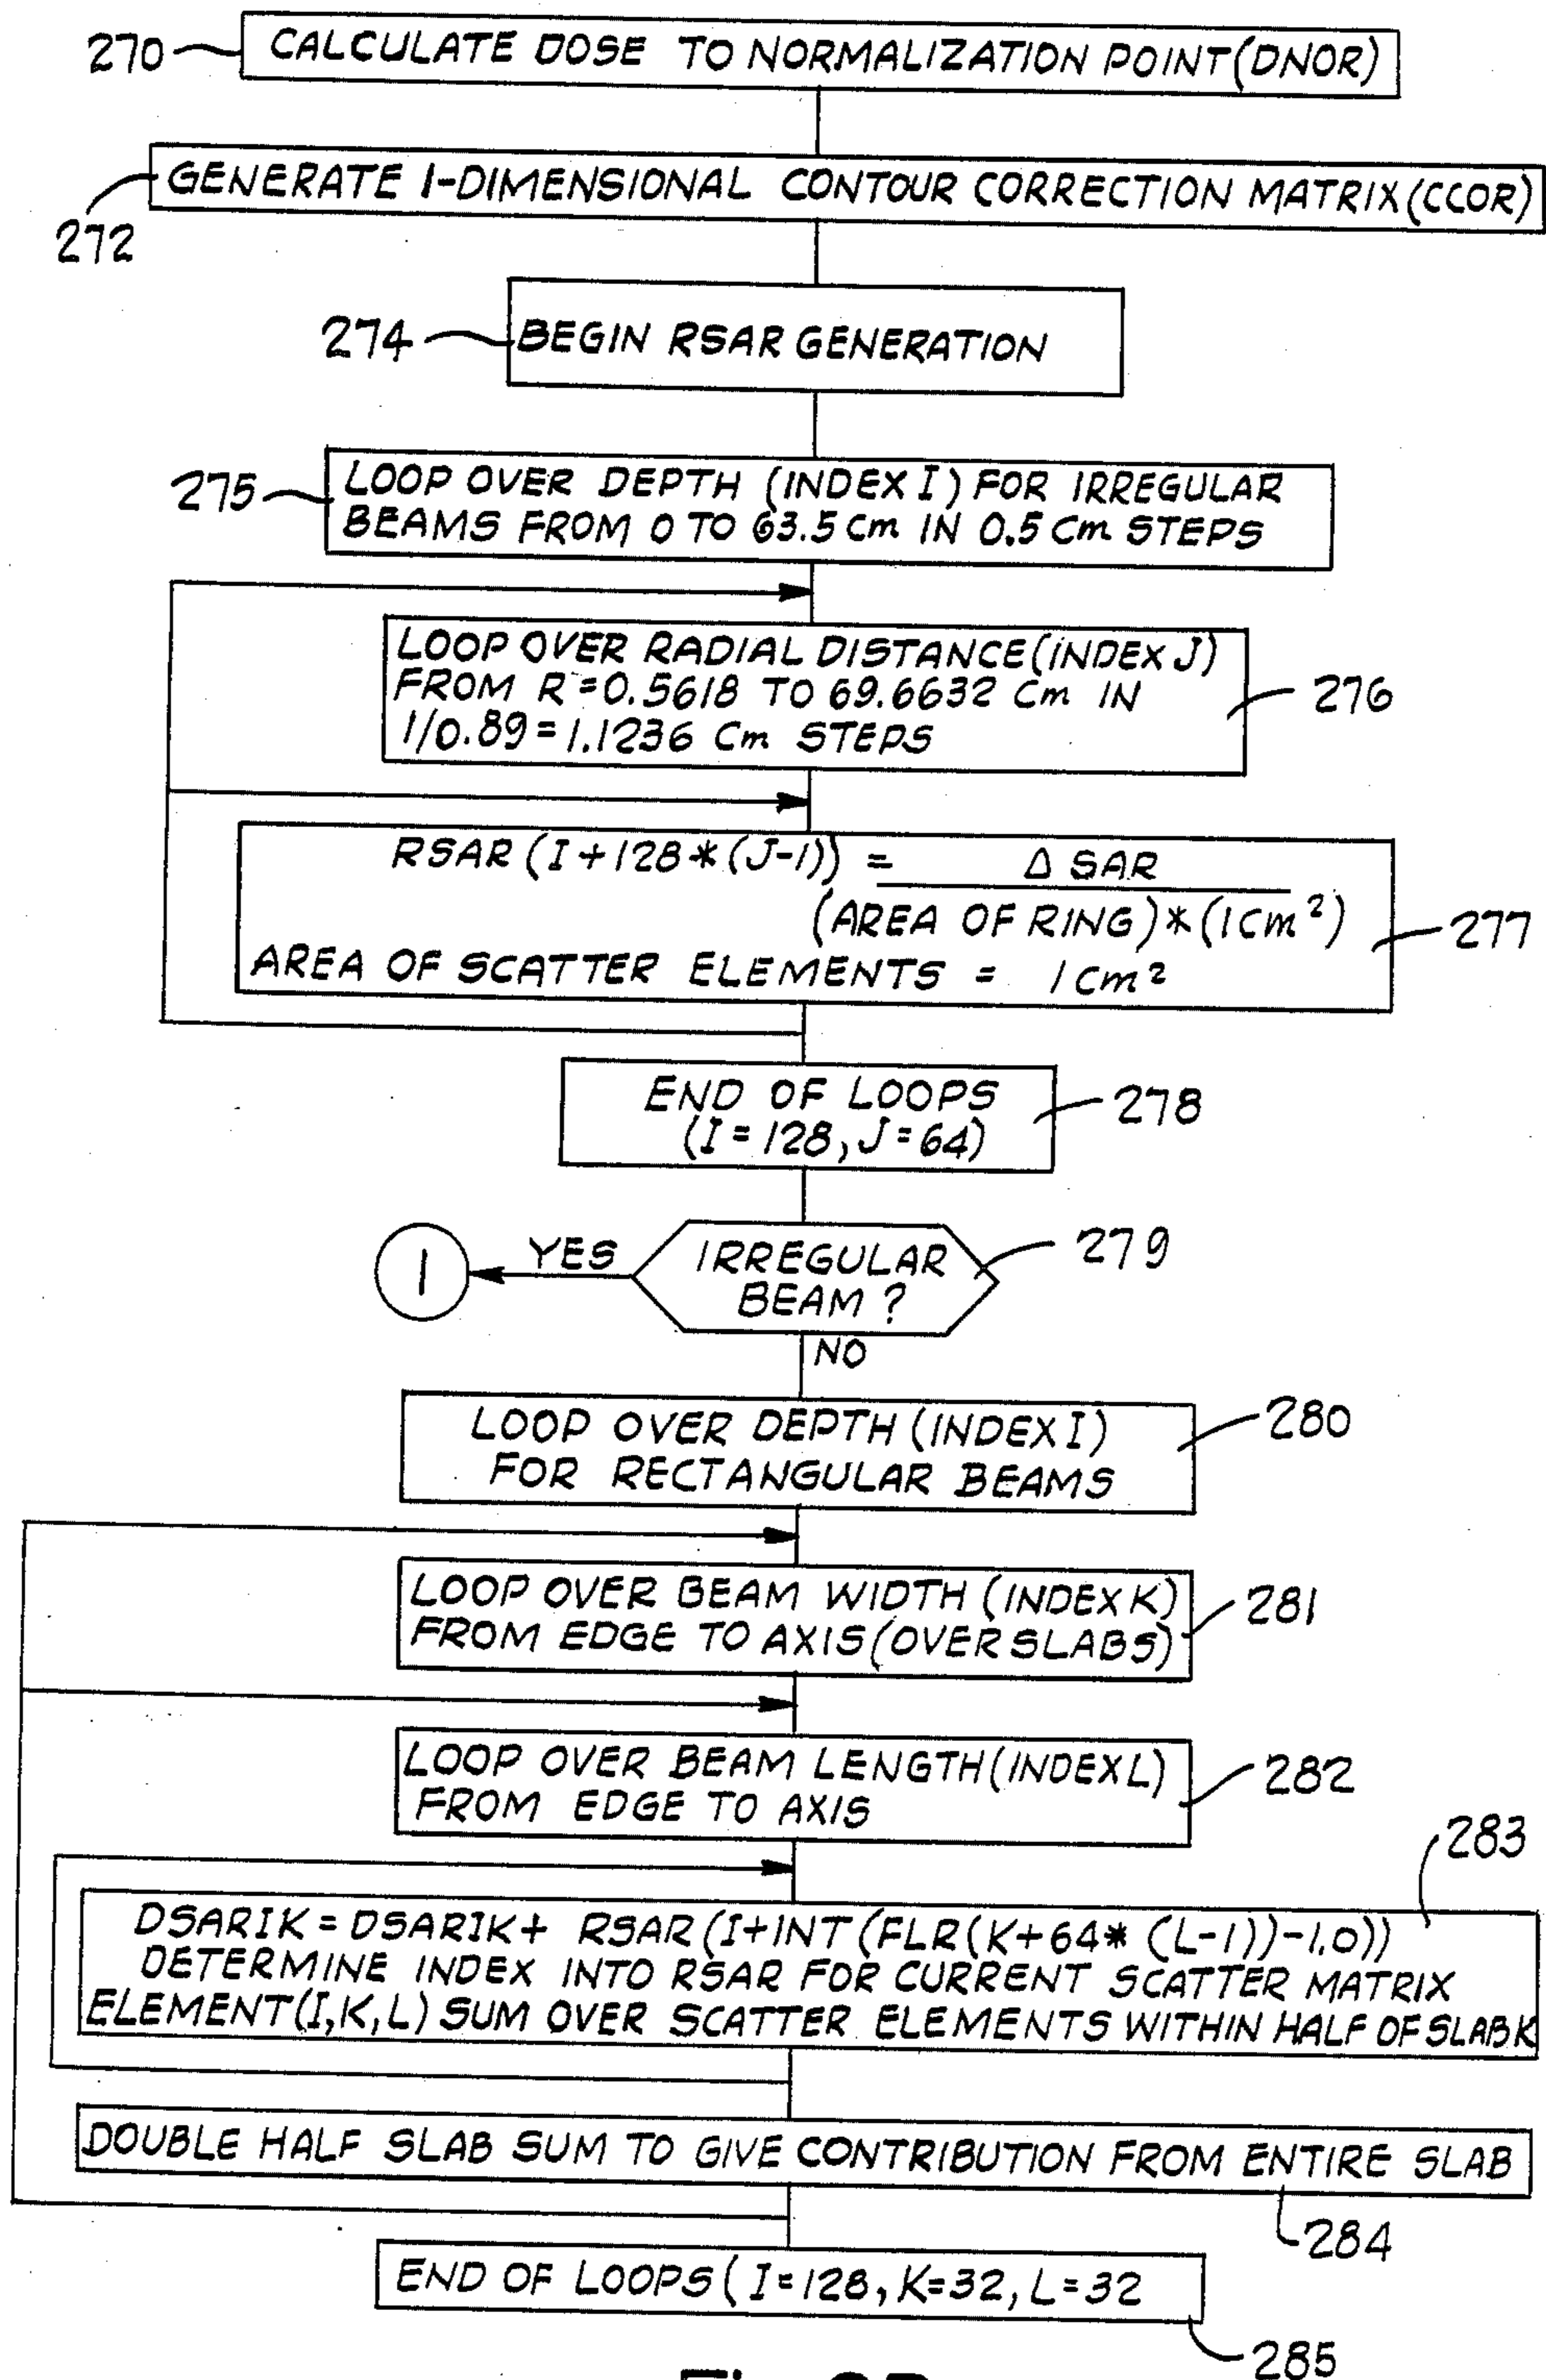 270
CALCULATE DOSE TO NORMALIZATION POINT(DNOR)
GENERATE 1-DIMENSIONAL CONTOUR CORRECTION MATRIX(CCOR)
272
274
BEGIN RSAR GENERATION
275
LOOP OVER DEPTH (INDEX I) FOR IRREGULAR
BEAMS FROM 0 TO 63.5 Cm IN 0.5 Cm STEPS
LOOP OVER RADIAL DISTANCE (INDEX J)
FROM R=0.5618 TO 69.6632 Cm IN
1/0.89=1.1236 Cm STEPS
276
RSAR (I+128*(J-1)) = Δ SAR
(AREA OF RING)*(1Cm²)
AREA OF SCATTER ELEMENTS = 1Cm²
277
END OF LOOPS
(I=128, J=64)
278
1
YES
IRREGULAR
BEAM ?
279
NO
LOOP OVER DEPTH (INDEX I)
FOR RECTANGULAR BEAMS
280
LOOP OVER BEAM WIDTH (INDEX K)
FROM EDGE TO AXIS (OVER SLABS)
281
LOOP OVER BEAM LENGTH (INDEX L)
FROM EDGE TO AXIS
282
283
DSARIK = DSARIK + RSAR (I+INT (FLR(K+64* (L-1))-1.0))
DETERMINE INDEX INTO RSAR FOR CURRENT SCATTER MATRIX
ELEMENT(I,K,L) SUM OVER SCATTER ELEMENTS WITHIN HALF OF SLAB K
DOUBLE HALF SLAB SUM TO GIVE CONTRIBUTION FROM ENTIRE SLAB
284
END OF LOOPS (I=128, K=32, L=32
285